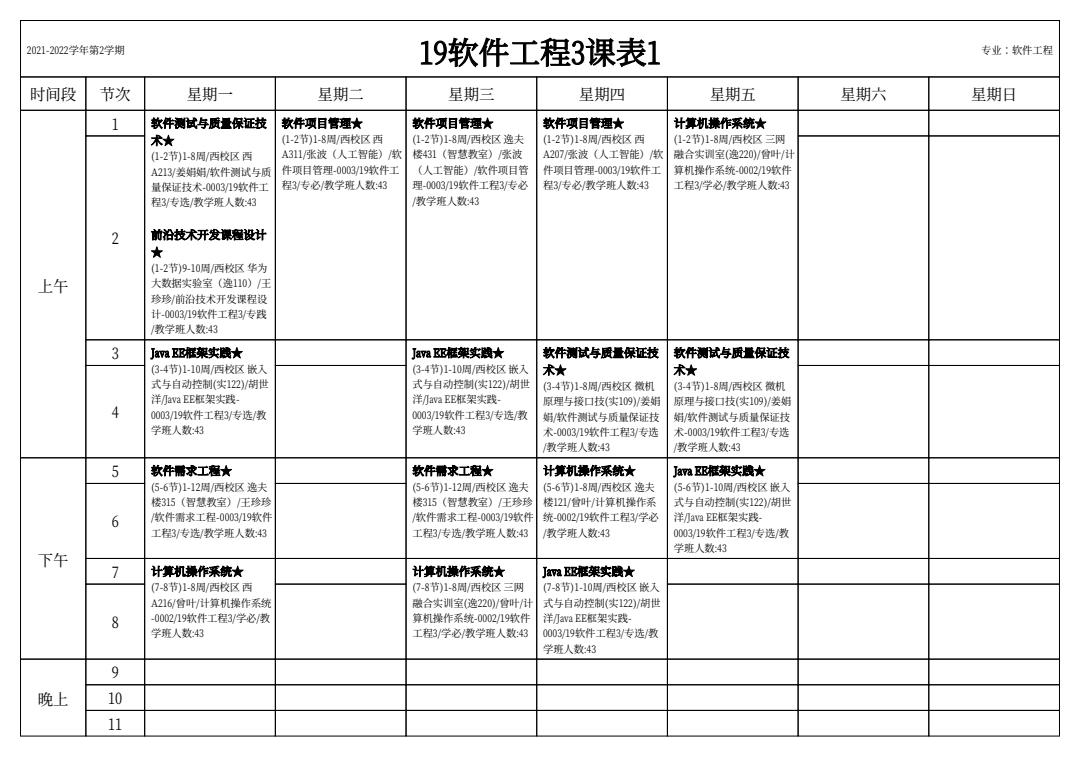 2021-2022学年第2学期
19软件工程3课表1
专业：软件工程
时间段 节次 星期一 星期二 星期三 星期四 星期五 星期六 星期日
上午
1
2
软件测试与质量保证技
术★
(1-2节)1-8周/西校区 西
A213/姜娟娟/软件测试与质
量保证技术-0003/19软件工
程3/专选/教学班人数:43
前沿技术开发课程设计
★
(1-2节)9-10周/西校区 华为
大数据实验室（逸110）/王
珍珍/前沿技术开发课程设
计-0003/19软件工程3/专践
/教学班人数:43
软件项目管理★
(1-2节)1-8周/西校区 西
A311/张波（人工智能）/软
件项目管理-0003/19软件工
程3/专必/教学班人数:43
软件项目管理★
(1-2节)1-8周/西校区 逸夫
楼431（智慧教室）/张波
（人工智能）/软件项目管
理-0003/19软件工程3/专必
/教学班人数:43
软件项目管理★
(1-2节)1-8周/西校区 西
A207/张波（人工智能）/软
件项目管理-0003/19软件工
程3/专必/教学班人数:43
计算机操作系统★
(1-2节)1-8周/西校区 三网
融合实训室(逸220)/曾叶/计
算机操作系统-0002/19软件
工程3/学必/教学班人数:43
3
4
Java EE框架实践★
(3-4节)1-10周/西校区 嵌入
式与自动控制(实122)/胡世
洋/Java EE框架实践-
0003/19软件工程3/专选/教
学班人数:43
Java EE框架实践★
(3-4节)1-10周/西校区 嵌入
式与自动控制(实122)/胡世
洋/Java EE框架实践-
0003/19软件工程3/专选/教
学班人数:43
软件测试与质量保证技
术★
(3-4节)1-8周/西校区 微机
原理与接口技(实109)/姜娟
娟/软件测试与质量保证技
术-0003/19软件工程3/专选
/教学班人数:43
软件测试与质量保证技
术★
(3-4节)1-8周/西校区 微机
原理与接口技(实109)/姜娟
娟/软件测试与质量保证技
术-0003/19软件工程3/专选
/教学班人数:43
下午
5
6
软件需求工程★
(5-6节)1-12周/西校区 逸夫
楼315（智慧教室）/王珍珍
/软件需求工程-0003/19软件
工程3/专选/教学班人数:43
软件需求工程★
(5-6节)1-12周/西校区 逸夫
楼315（智慧教室）/王珍珍
/软件需求工程-0003/19软件
工程3/专选/教学班人数:43
计算机操作系统★
(5-6节)1-8周/西校区 逸夫
楼121/曾叶/计算机操作系
统-0002/19软件工程3/学必
/教学班人数:43
Java EE框架实践★
(5-6节)1-10周/西校区 嵌入
式与自动控制(实122)/胡世
洋/Java EE框架实践-
0003/19软件工程3/专选/教
学班人数:43
7
8
计算机操作系统★
(7-8节)1-8周/西校区 西
A216/曾叶/计算机操作系统
-0002/19软件工程3/学必/教
学班人数:43
计算机操作系统★
(7-8节)1-8周/西校区 三网
融合实训室(逸220)/曾叶/计
算机操作系统-0002/19软件
工程3/学必/教学班人数:43
Java EE框架实践★
(7-8节)1-10周/西校区 嵌入
式与自动控制(实122)/胡世
洋/Java EE框架实践-
0003/19软件工程3/专选/教
学班人数:43
晚上
9
10
11